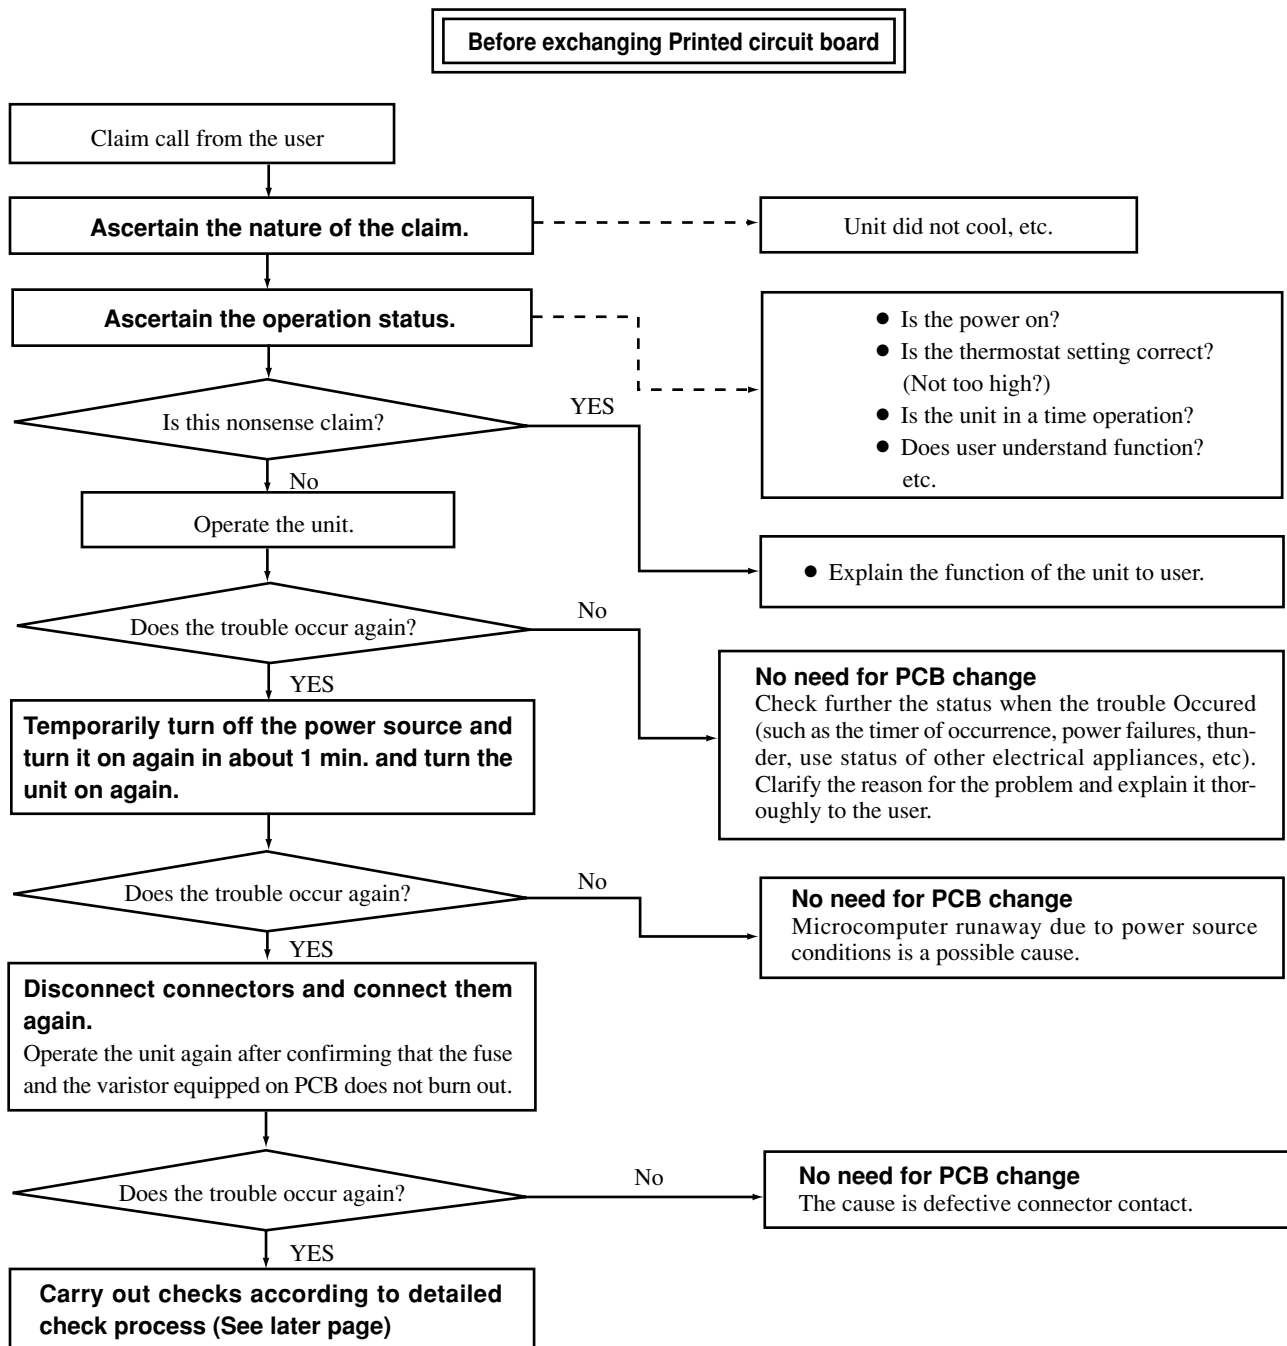 Before exchanging Printed circuit board
Claim call from the user
Ascertain the nature of the claim.
Unit did not cool, etc.
Ascertain the operation status.
● Is the power on?
● Is the thermostat setting correct?
(Not too high?)
● Is the unit in a time operation?
● Does user understand function?
etc.
Is this nonsense claim?
YES
No
Operate the unit.
● Explain the function of the unit to user.
Does the trouble occur again?
No
YES
No need for PCB change
Check further the status when the trouble Occured
(such as the timer of occurrence, power failures, thun-
der, use status of other electrical appliances, etc).
Clarify the reason for the problem and explain it thor-
oughly to the user.
Temporarily turn off the power source and
turn it on again in about 1 min. and turn the
unit on again.
Does the trouble occur again?
No
YES
No need for PCB change
Microcomputer runaway due to power source
conditions is a possible cause.
Disconnect connectors and connect them
again.
Operate the unit again after confirming that the fuse
and the varistor equipped on PCB does not burn out.
Does the trouble occur again?
No
YES
No need for PCB change
The cause is defective connector contact.
Carry out checks according to detailed
check process (See later page)